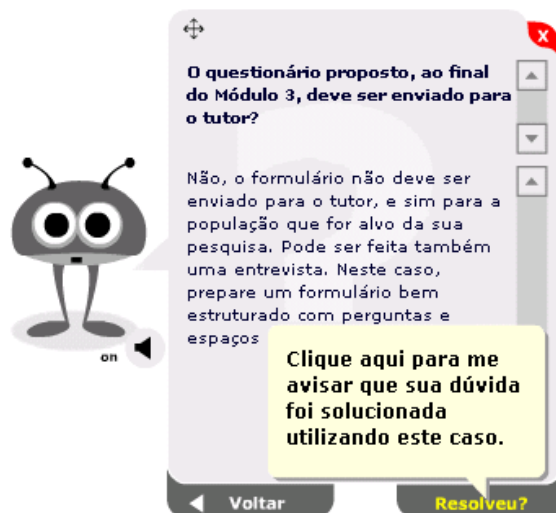 X
O questionário proposto, ao final
do Módulo 3, deve ser enviado para
o tutor?
Não, o formulário não deve ser
enviado para o tutor, e sim para a
população que for alvo da sua
pesquisa. Pode ser feita também
uma entrevista. Neste caso,
prepare um formulário bem
estruturado com perguntas e
espaços
on
Clique aqui para me
avisar que sua dúvida
foi solucionada
utilizando este caso.
Voltar
Resolveu?